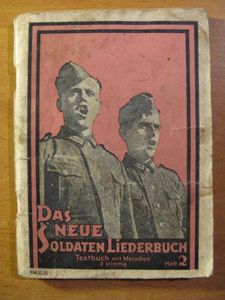 Das
Neue
Soldaten Liederbuch
Textbuch mit Melodien
2 stimmig
Heft 2